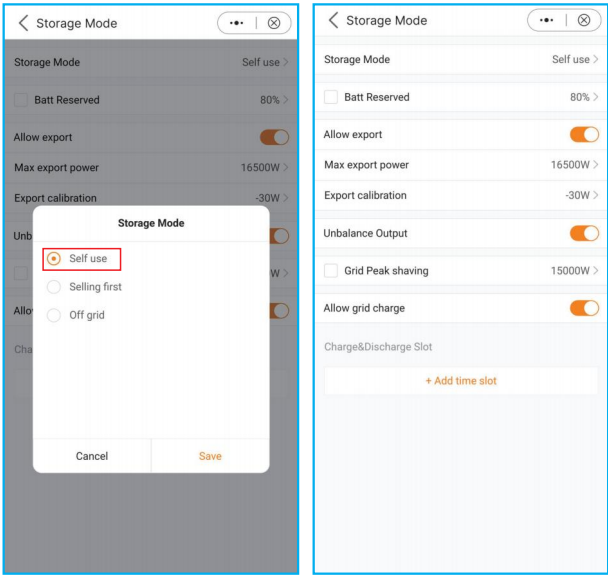 Storage Mode
Storage Mode Self use >
Batt Reserved 80% >
Allow export
Max export power 16500W >
Export calibration -30W >
Storage Mode
Unb
Self use
W >
Selling first
Allo
Off grid
Cha
Cancel Save
Storage Mode
Storage Mode Self use >
Batt Reserved 80% >
Allow export
Max export power 16500W >
Export calibration -30W >
Unbalance Output
Grid Peak shaving 15000W >
Allow grid charge
Charge&Discharge Slot
+ Add time slot